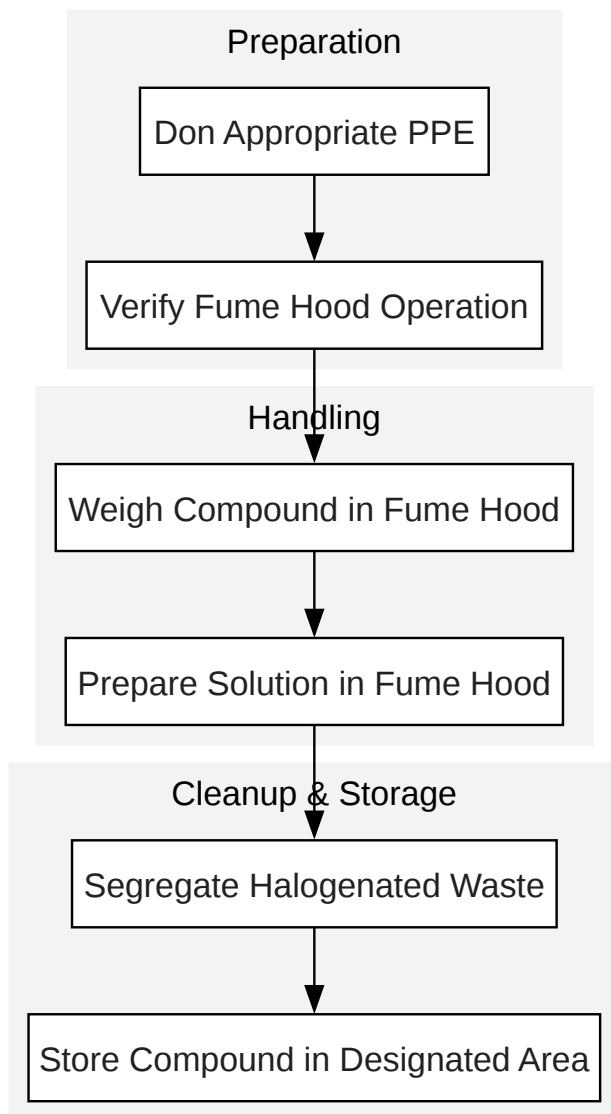 Preparation
Don Appropriate PPE
Verify Fume Hood Operation
Handling
Weigh Compound in Fume Hood
Prepare Solution in Fume Hood
Cleanup & Storage
Segregate Halogenated Waste
Store Compound in Designated Area